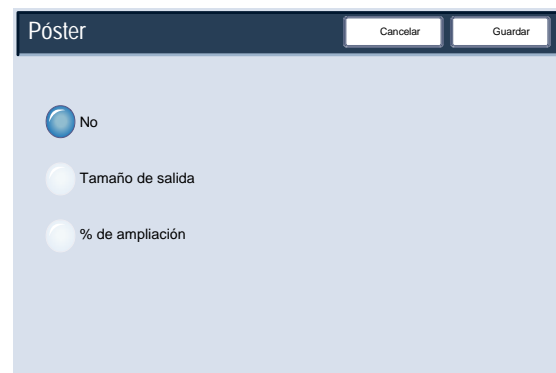 Póster
Cancelar
Guardar
No
Tamaño de salida
% de ampliación